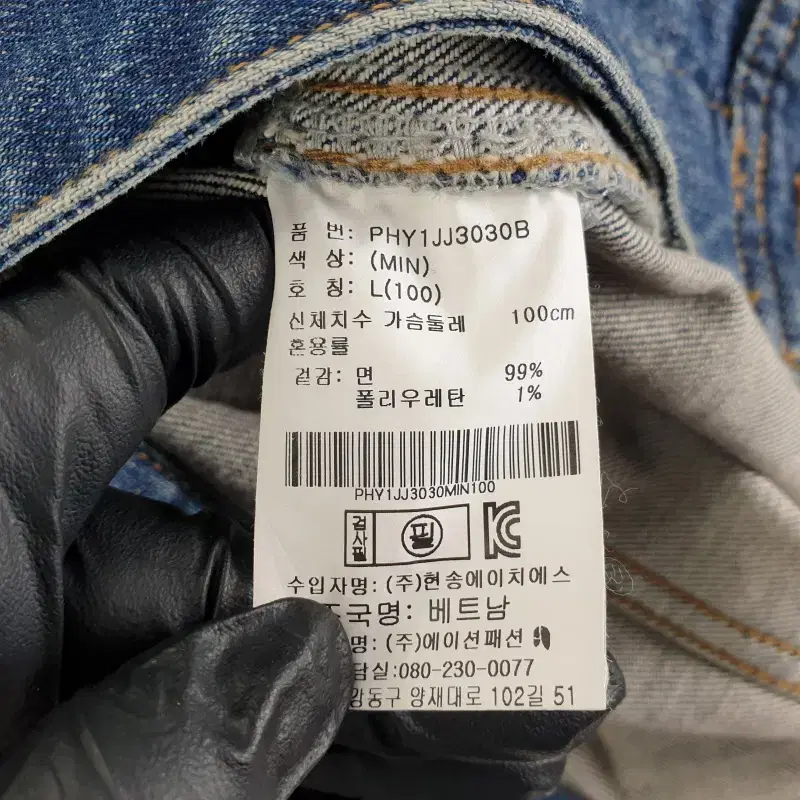 품 번: PHY1JJ3030B
색 상: (MIN)
호 칭: L(100)
신체치수 가슴둘레 100cm
혼용률
겉감: 면 99%
폴리우레탄 1%
PHY1JJ3030MIN100
검사필 필
수입자명: (주)현송에이치에스
국명: 베트남
명: (주)에이션패션
담실:080-230-0077
강동구 양재대로 102길 51